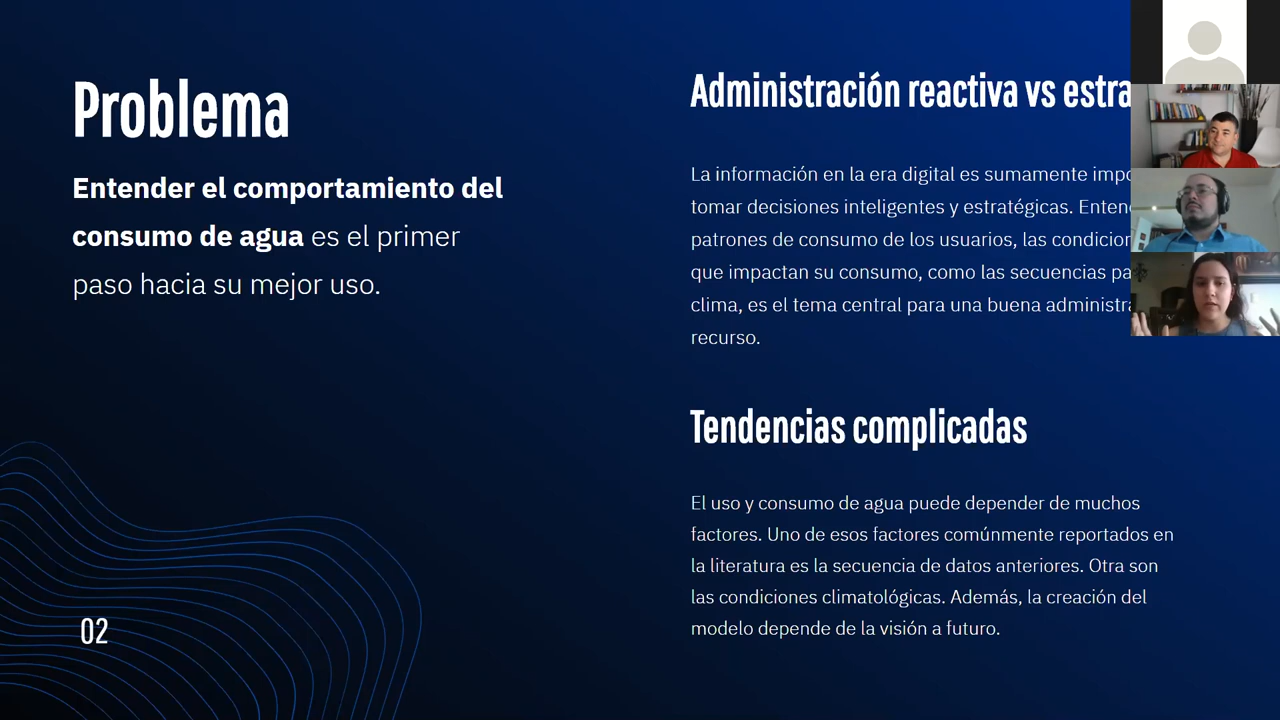 Problema
Entender el comportamiento del
consumo de agua es el primer
paso hacia su mejor uso.
02
Administración reactiva vs
La información en la era digital es sumamente
tomar decisiones inteligentes y estratégicas.
patrones de consumo de los usuarios, las
que impactan su consumo, como las secuencias
clima, es el tema central para una buena
recurso.
Tendencias complicadas
El uso y consumo de agua puede depender de muchos
factores. Uno de esos factores comúnmente reportados en
la literatura es la secuencia de datos anteriores. Otra son
las condiciones climatológicas. Además, la creación del
modelo depende de la visión a futuro.